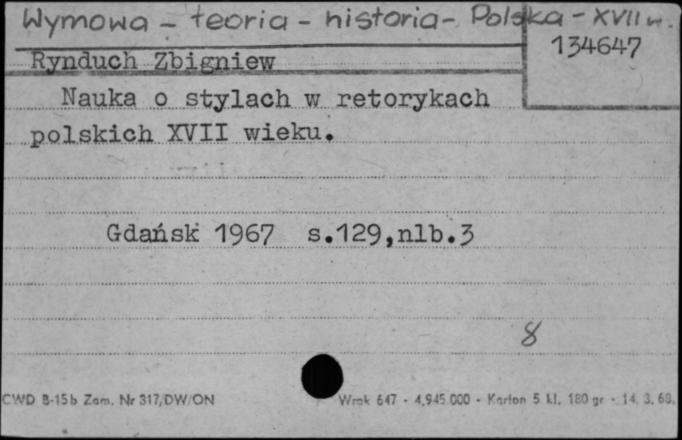 Wymowa - teoria - historia - Polska - XVII w.
134647
Rynduch Zbigniew
Nauka o stylach w retorykach
polskich XVII wieku.
Gdańsk 1967 s.129,nlb.3
8
CWD B-15b Zam. Nr 317/DW/ON
Wrok 647 - 4,945.000 - Karton 5 kl. 180 gr - 14. 3. 68.